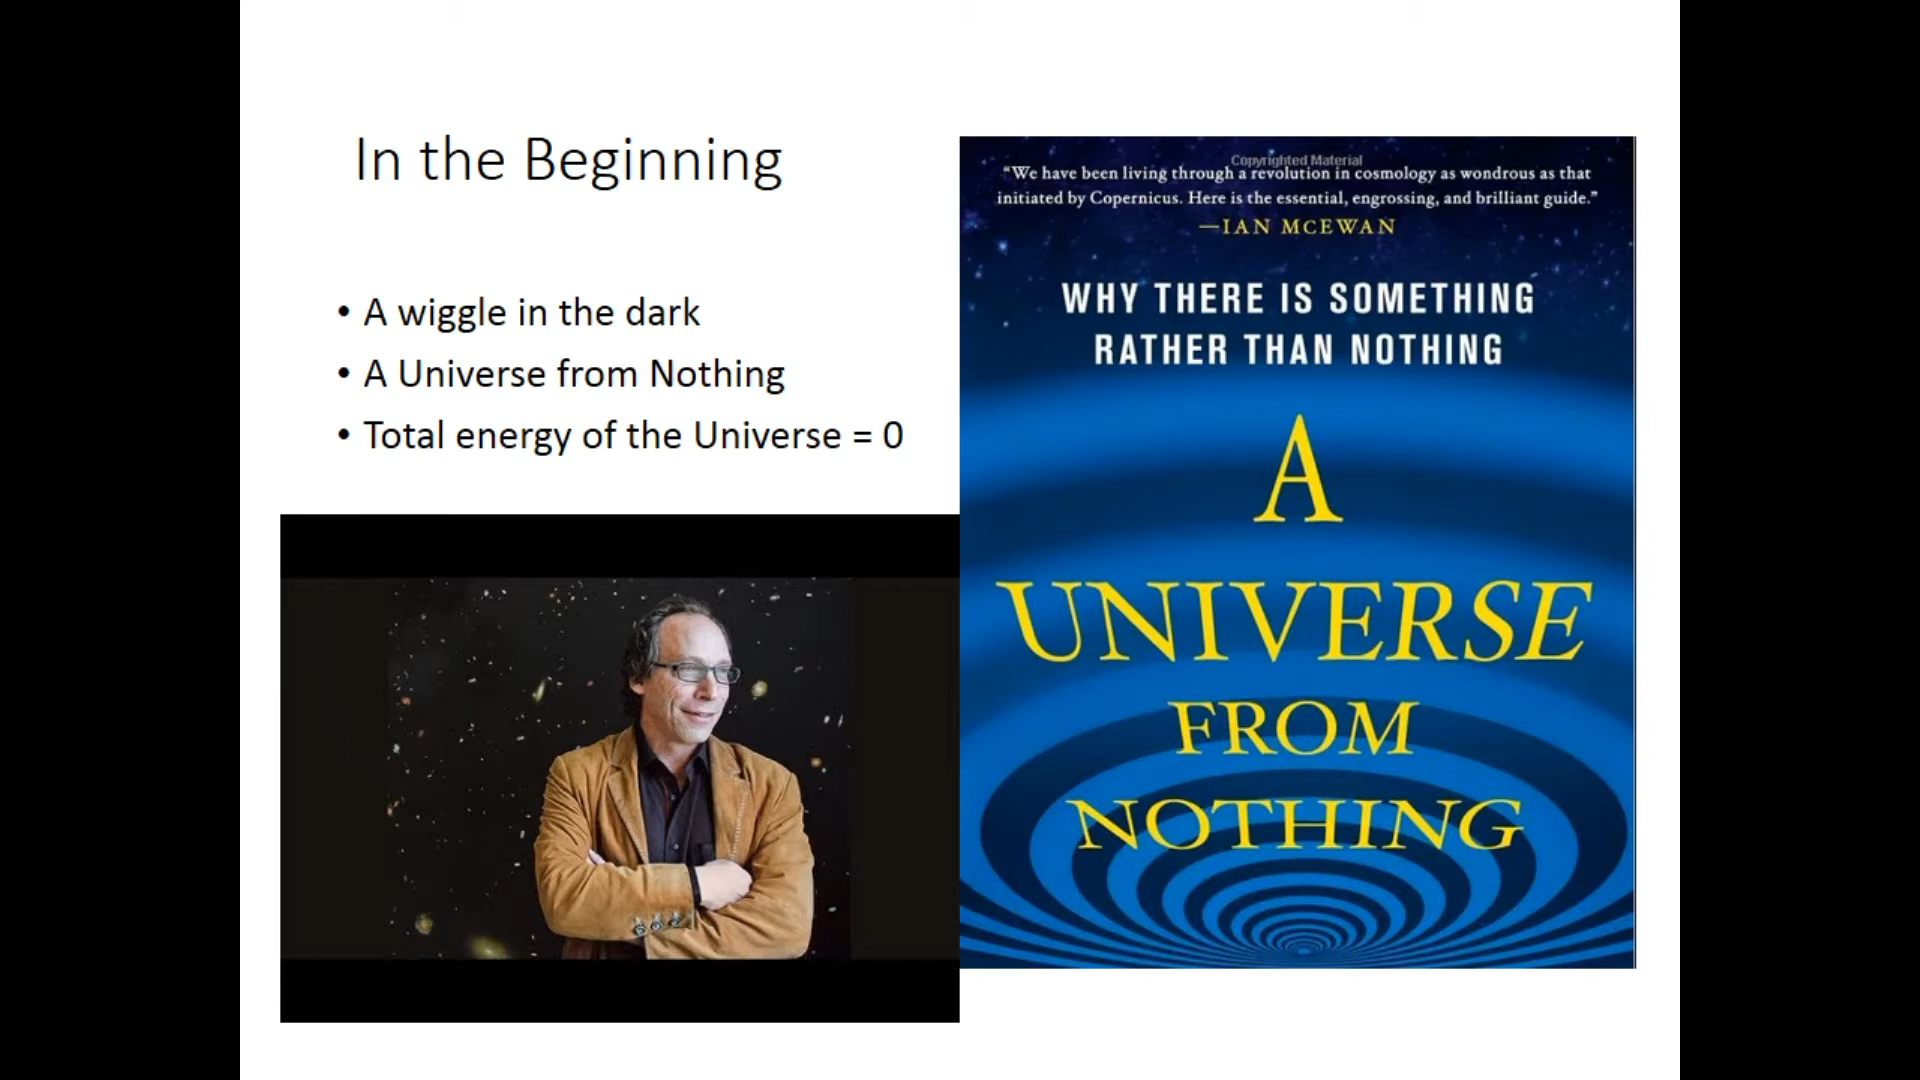 In the Beginning
• A wiggle in the dark
• A Universe from Nothing
• Total energy of the Universe = 0
Copyrighted Material
“We have been living through a revolution in cosmology as wondrous as that
initiated by Copernicus. Here is the essential, engrossing, and brilliant guide.”
—IAN MCEWAN
WHY THERE IS SOMETHING
RATHER THAN NOTHING
A
UNIVERSE
FROM
NOTHING